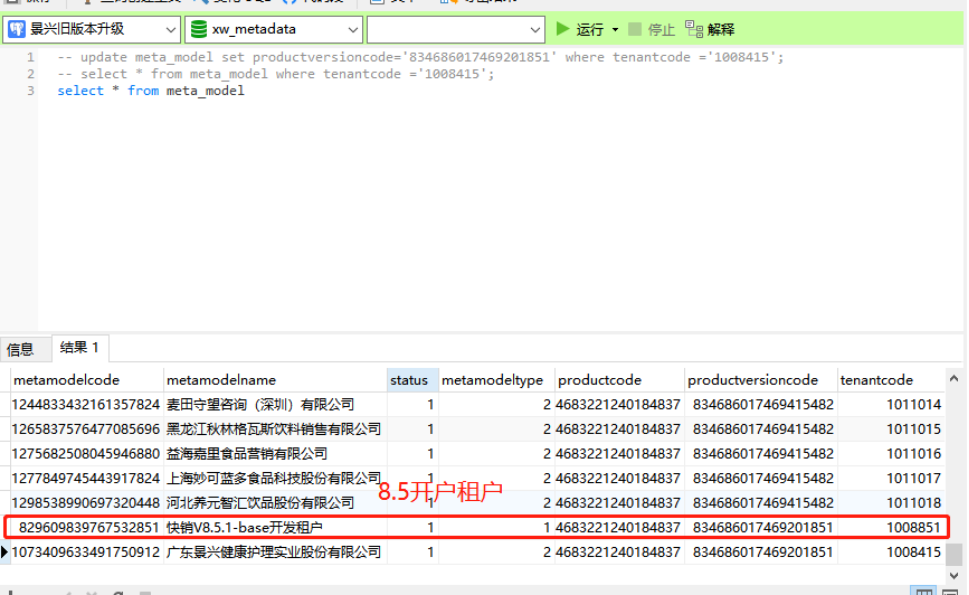 景兴旧版本升级 xw_metadata 运行 停止 解释
1 -- update meta_model set productversioncode='834686017469201851' where tenantcode ='1008415';
2 -- select * from meta_model where tenantcode ='1008415';
3 select * from meta_model
信息 结果 1
metamodelcode metamodelname status metamodeltype productcode productversioncode tenantcode
1244833432161357824 麦田守望咨询（深圳）有限公司 1 2 46832212401848​37 834686017469415482 1011014
1265837576477085696 黑龙江秋林格瓦斯饮料销售有限公司 1 2 4683221240184837 834686017469415482 1011015
1275682508045946880 益海嘉里食品营销有限公司 1 2 4683221240184837 834686017469415482 1011016
1277849745443917824 上海妙可蓝多食品科技股份有限公司 1 2 4683221240184837 834686017469415482 1011017
8.5开户租户
1298538990697320448 河北养元智汇饮品股份有限公司 1 2 4683221240184837 834686017469415482 1011018
829609839767532851 快销V8.5.1-base开发租户 1 1 4683221240184837 834686017469201851 1008851
1073409633491750912 广东景兴健康护理实业股份有限公司 1 2 4683221240184837 834686017469201851 1008415